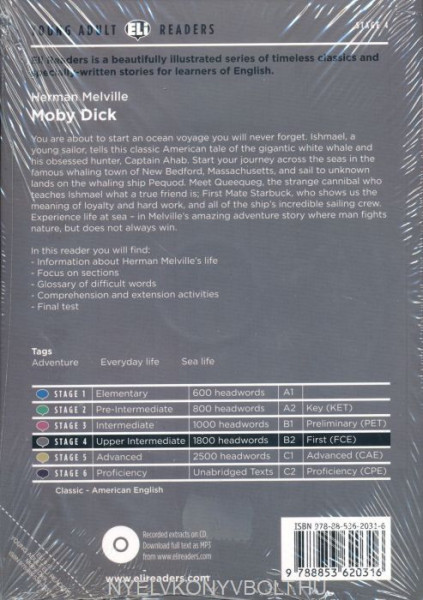 YOUNG ADULT ELI READERS STAGE 4
ELI Readers is a beautifully illustrated series of timeless classics and
specially-written stories for learners of English.
Herman Melville
Moby Dick
You are about to start an ocean voyage you will never forget. Ishmael, a
young sailor, tells this classic American tale of the gigantic white whale and
his obsessed hunter, Captain Ahab. Start your journey across the seas in the
famous whaling town of New Bedford, Massachusetts, and sail to unknown
lands on the whaling ship Pequod. Meet Queequeg, the strange cannibal who
teaches Ishmael what a true friend is; First Mate Starbuck, who shows us the
meaning of loyalty and hard work, and all of the ship's incredible sailing crew.
Experience life at sea – in Melville's amazing adventure story where man fights
nature, but does not always win.
In this reader you will find:
- Information about Herman Melville's life
- Focus on sections
- Glossary of difficult words
- Comprehension and extension activities
- Final test
Tags
Adventure Everyday life Sea life
STAGE 1 Elementary 600 headwords A1
STAGE 2 Pre-Intermediate 800 headwords A2 Key (KET)
STAGE 3 Intermediate 1000 headwords B1 Preliminary (PET)
STAGE 4 Upper Intermediate 1800 headwords B2 First (FCE)
STAGE 5 Advanced 2500 headwords C1 Advanced (CAE)
STAGE 6 Proficiency Unabridged Texts C2 Proficiency (CPE)
Classic - American English
Recorded extracts on CD.
Download full text as MP3
from www.elireaders.com
www.elireaders.com
ISBN 978-88-536-2031-6
9 788853 620316
NYELVKONYVBOLT.HU